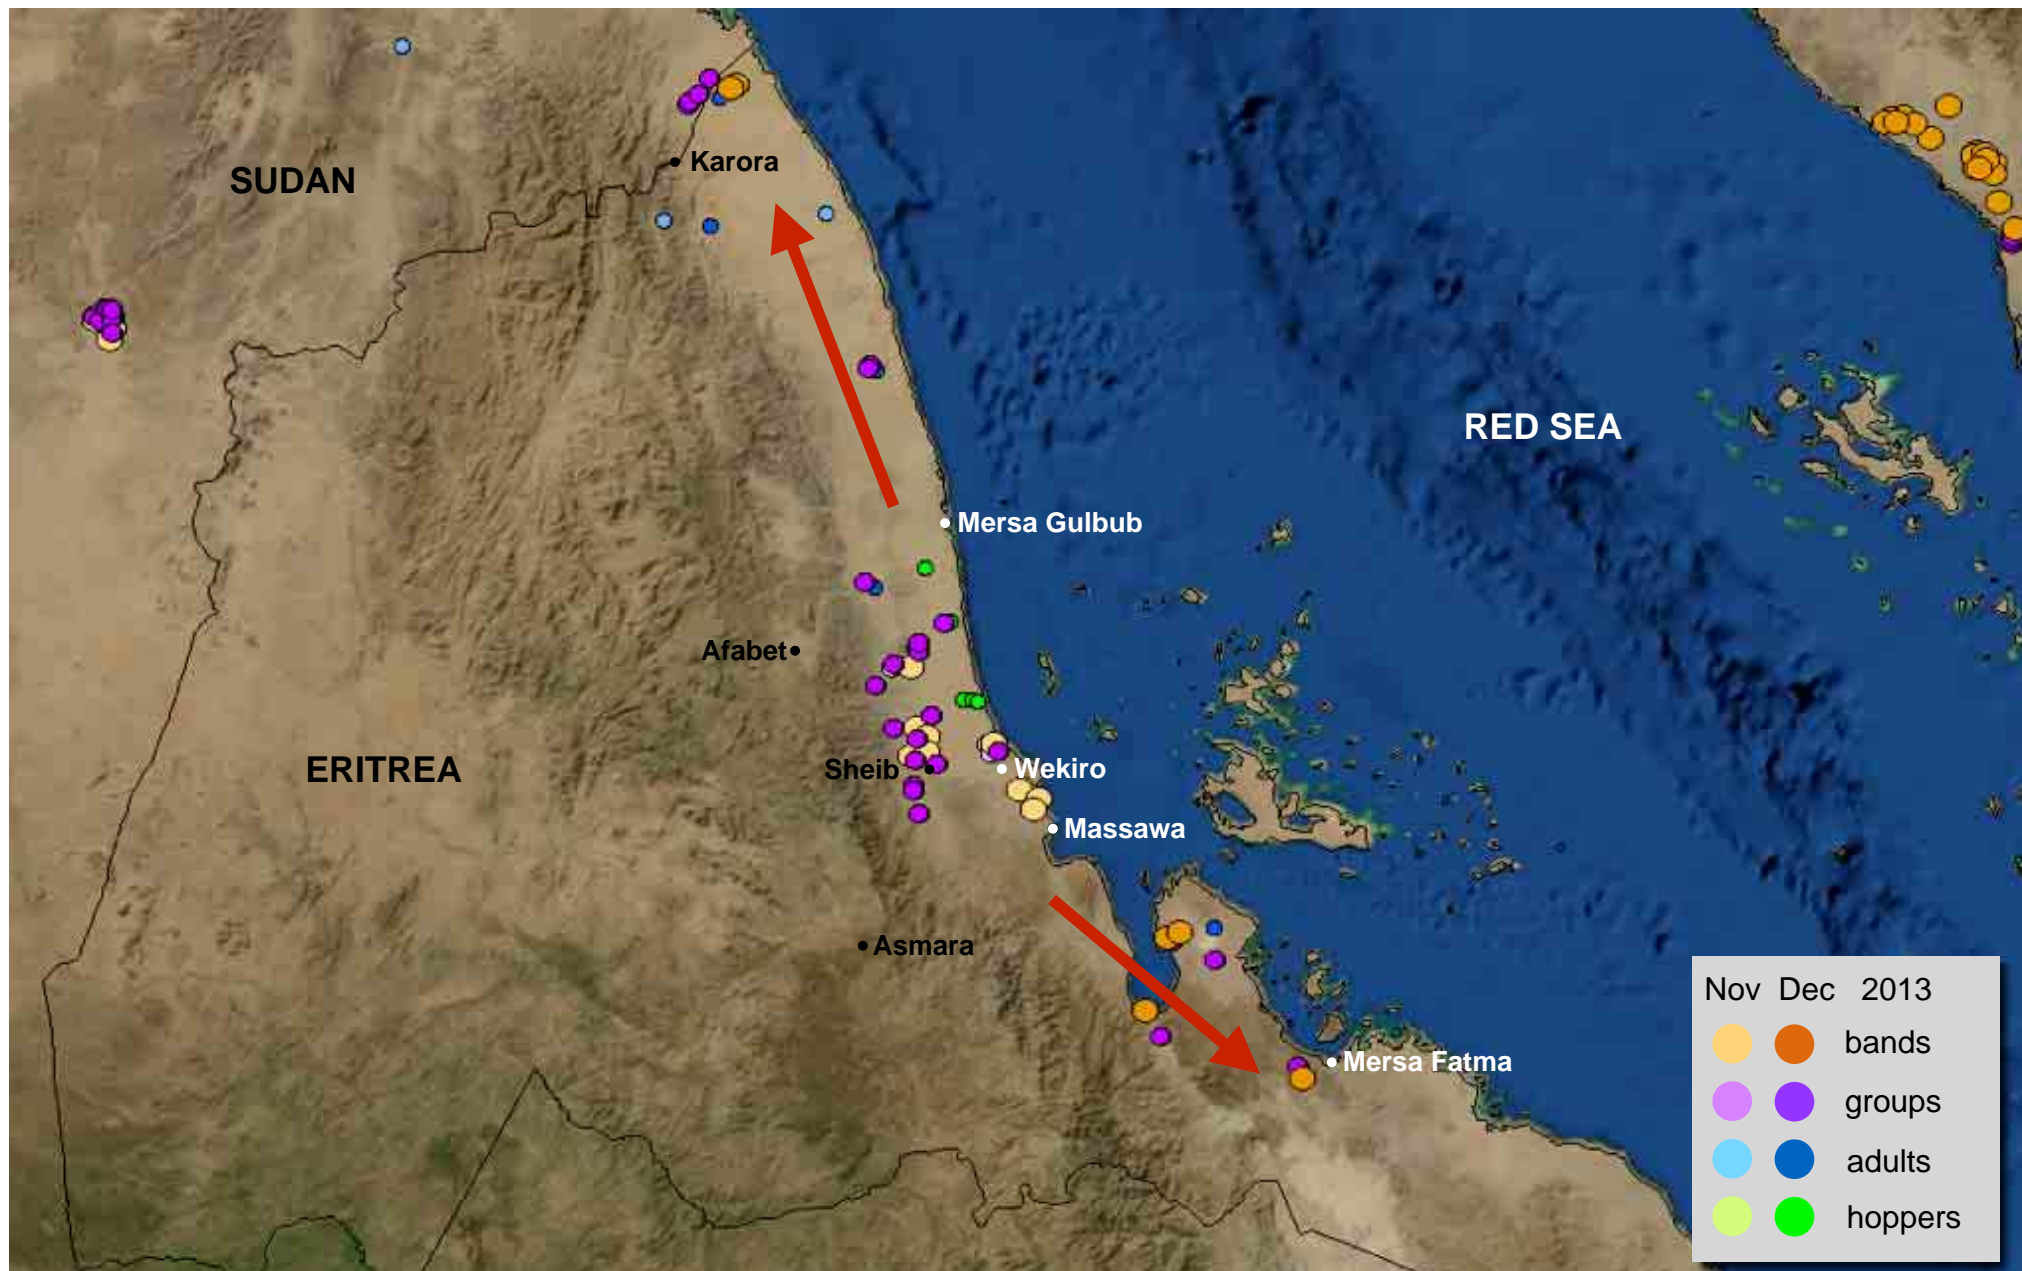 Karora
SUDAN
RED SEA
Mersa Gulbub
Afabet
ERITREA
Sheib
Wekiro
Massawa
Asmara
Mersa Fatma
Nov Dec 2013
bands
groups
adults
hoppers